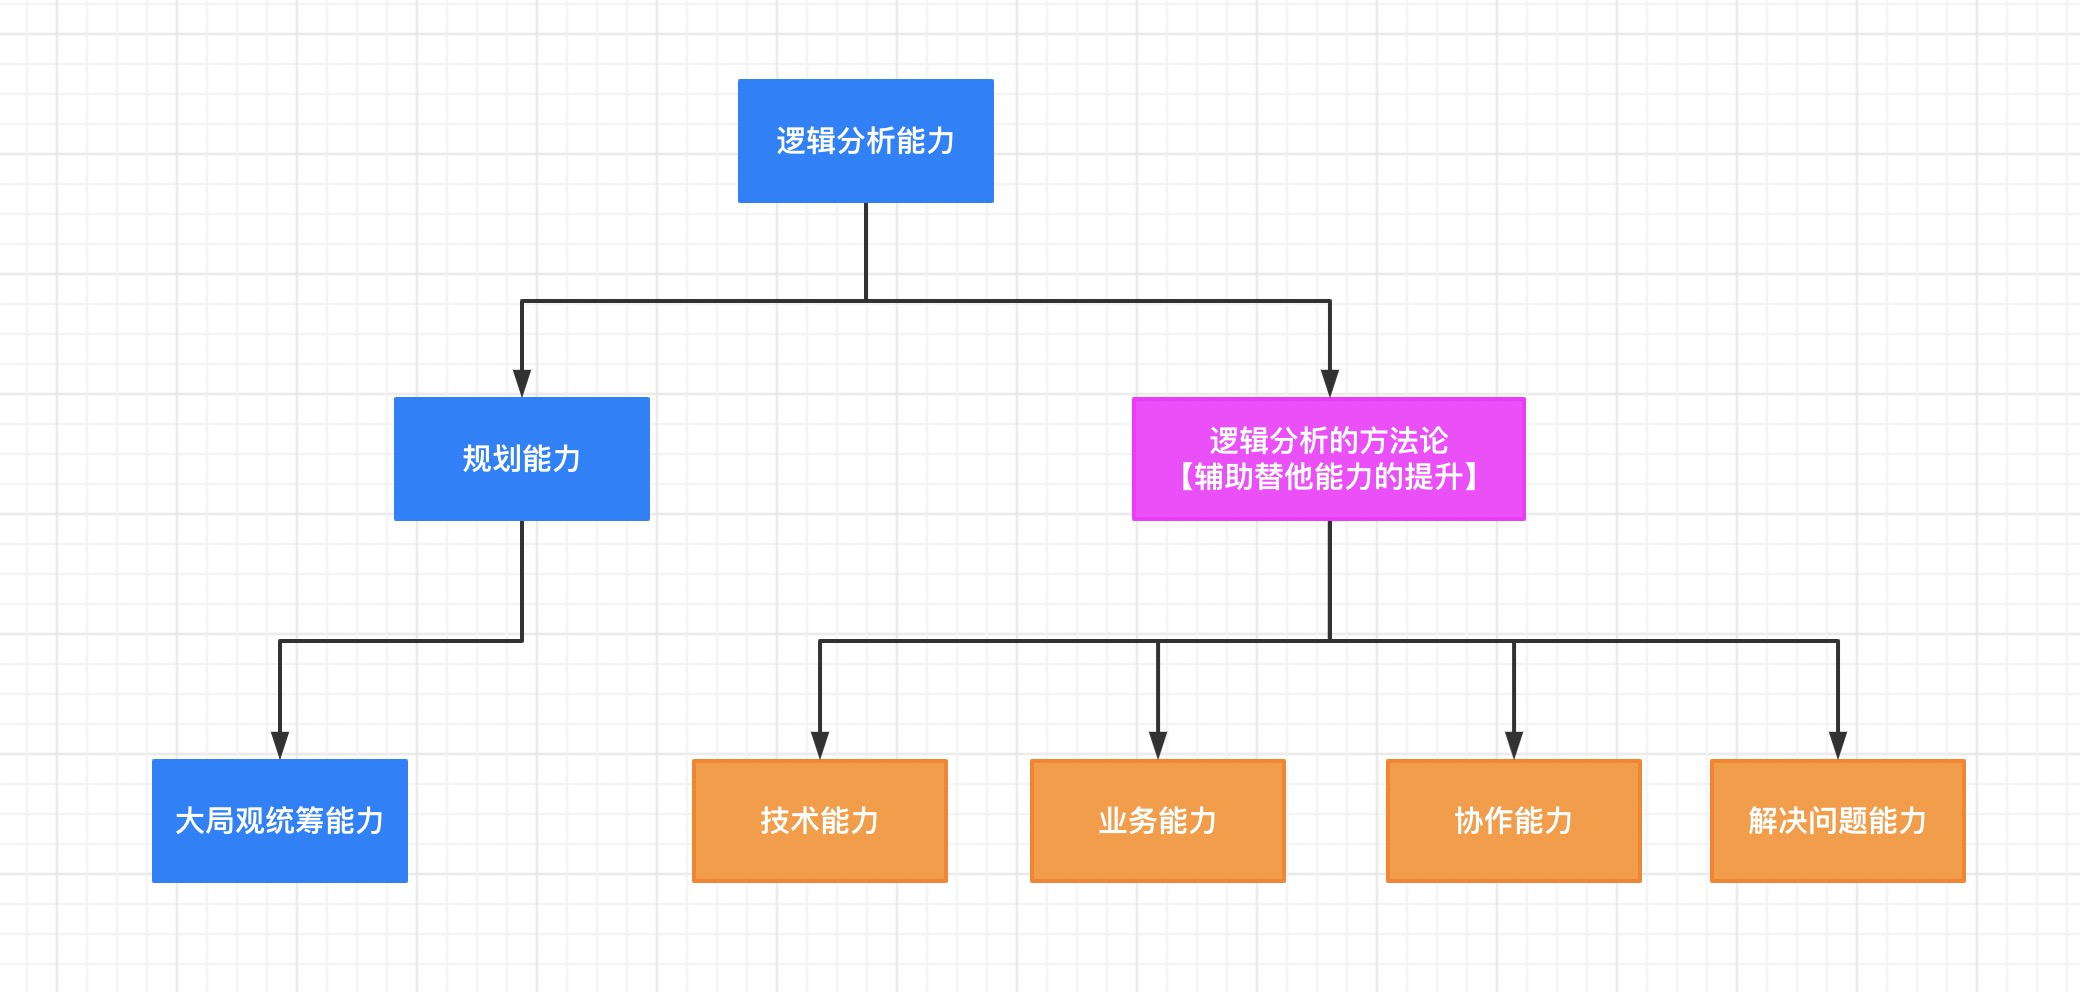 逻辑分析能力
规划能力
逻辑分析的方法论
【辅助替他能力的提升】
大局观统筹能力
技术能力
业务能力
协作能力
解决问题能力